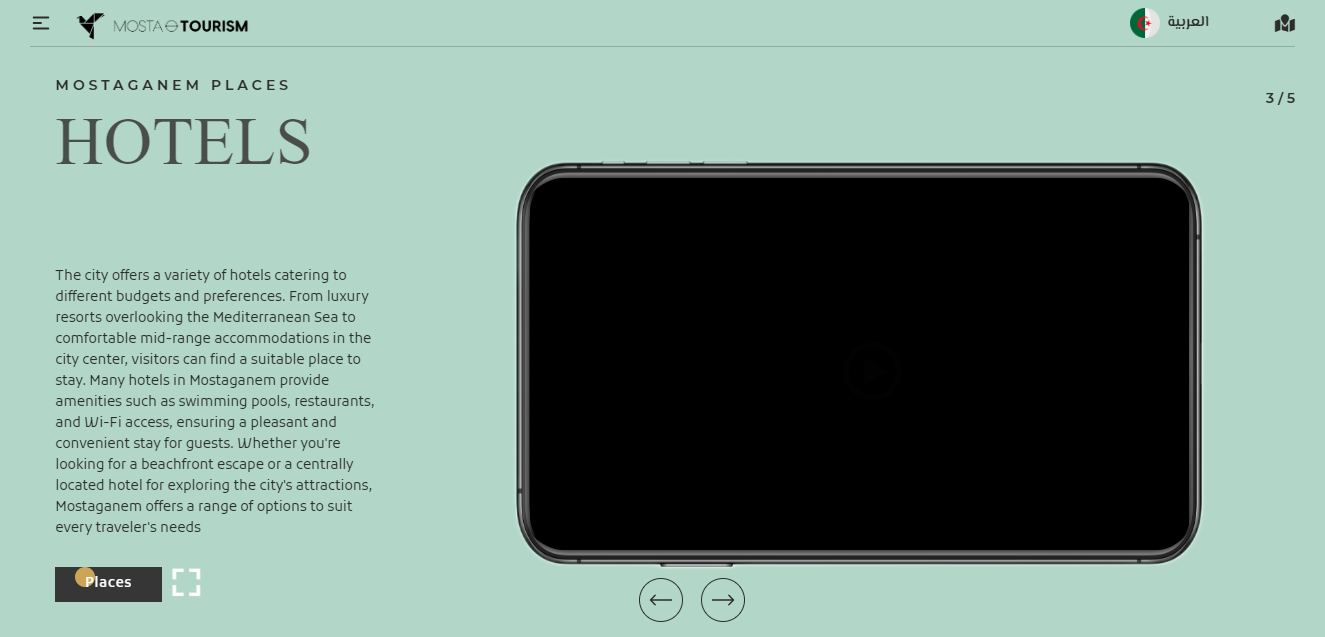 MOSTA TOURISM
العربية
MOSTAGANEM PLACES
3 / 5
HOTELS
The city offers a variety of hotels catering to
different budgets and preferences. From luxury
resorts overlooking the Mediterranean Sea to
comfortable mid-range accommodations in the
city center, visitors can find a suitable place to
stay. Many hotels in Mostaganem provide
amenities such as swimming pools, restaurants,
and Wi-Fi access, ensuring a pleasant and
convenient stay for guests. Whether you're
looking for a beachfront escape or a centrally
located hotel for exploring the city's attractions,
Mostaganem offers a range of options to suit
every traveler's needs
Places